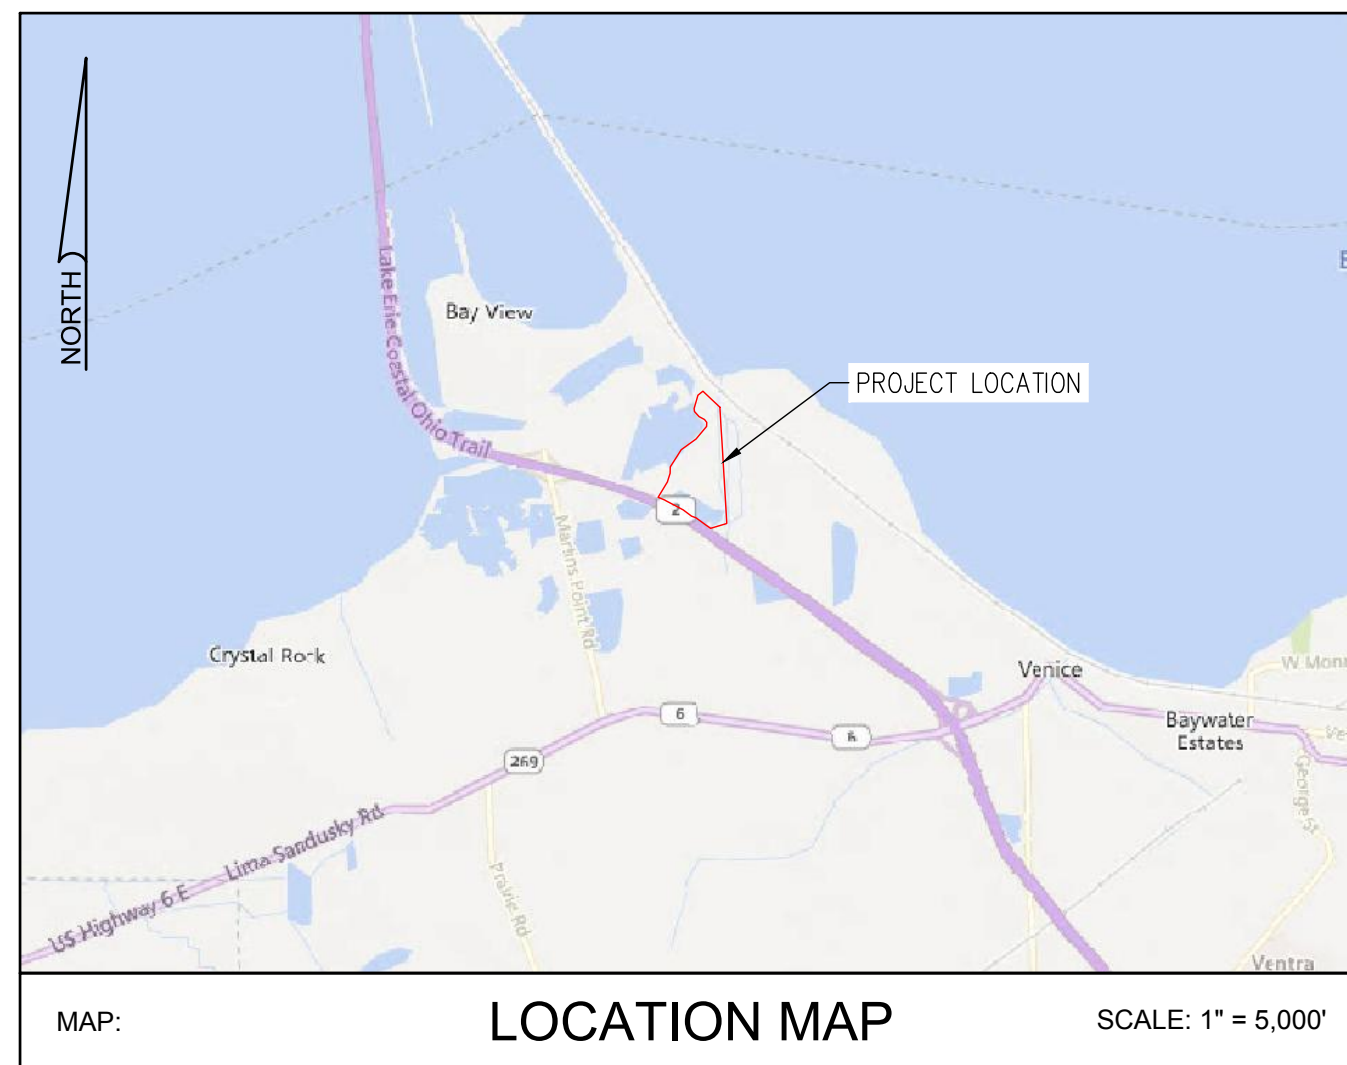 NORTH
Lake Erie Coastal Ohio Trail
Bay View
PROJECT LOCATION
2
Martins Point Rd
Crystal Rock
Venice
W Monr
6
6
Baywater
Estates
269
George St
Lima Sandusky Rd
US Highway 6 E
Prairie Rd
Ventra
MAP:
LOCATION MAP
SCALE: 1" = 5,000'